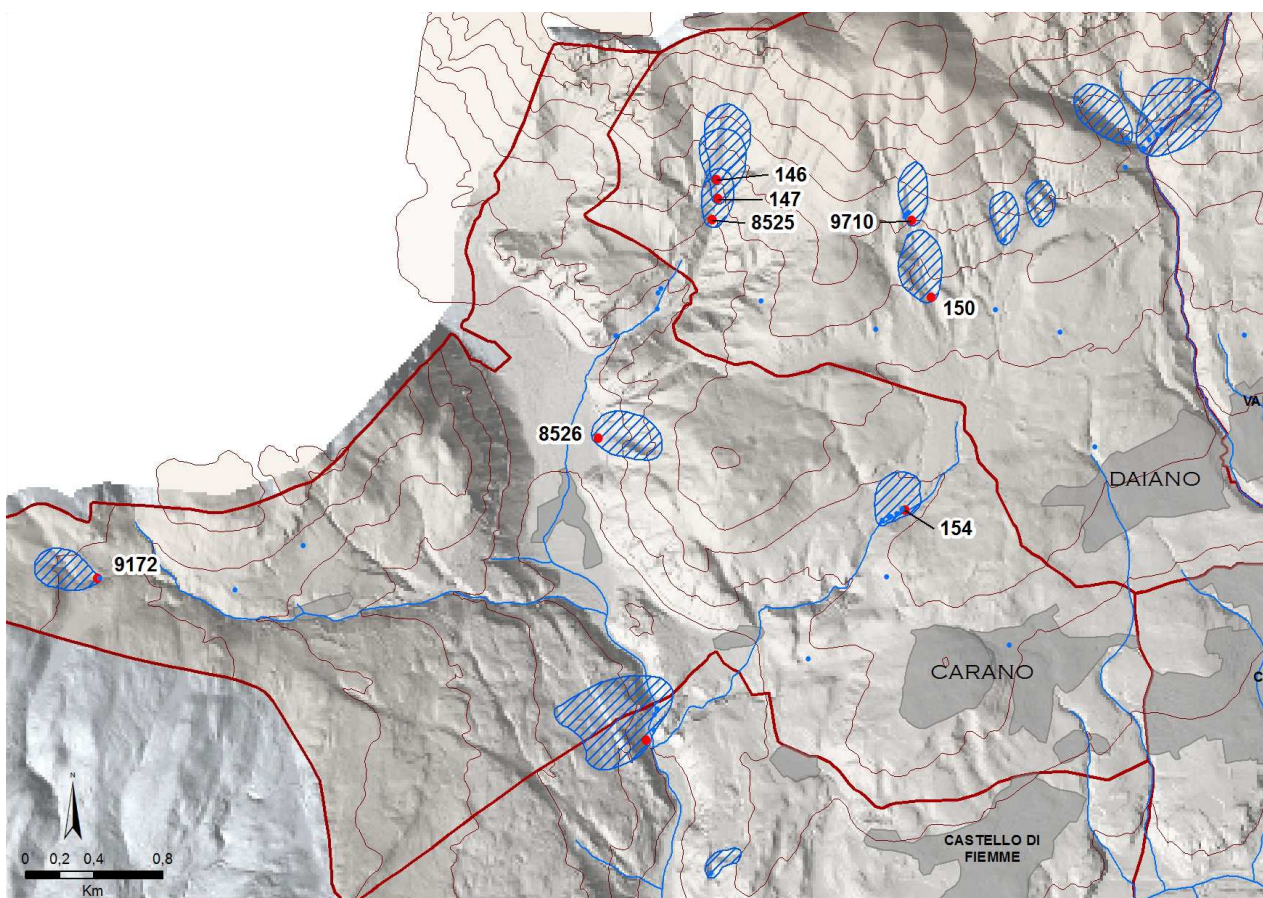 146
147
8525
9710
150
VA
8526
DAIANO
154
9172
CARANO
C
N
0 0,2 0,4 0,8
Km
CASTELLO DI
FIEMME